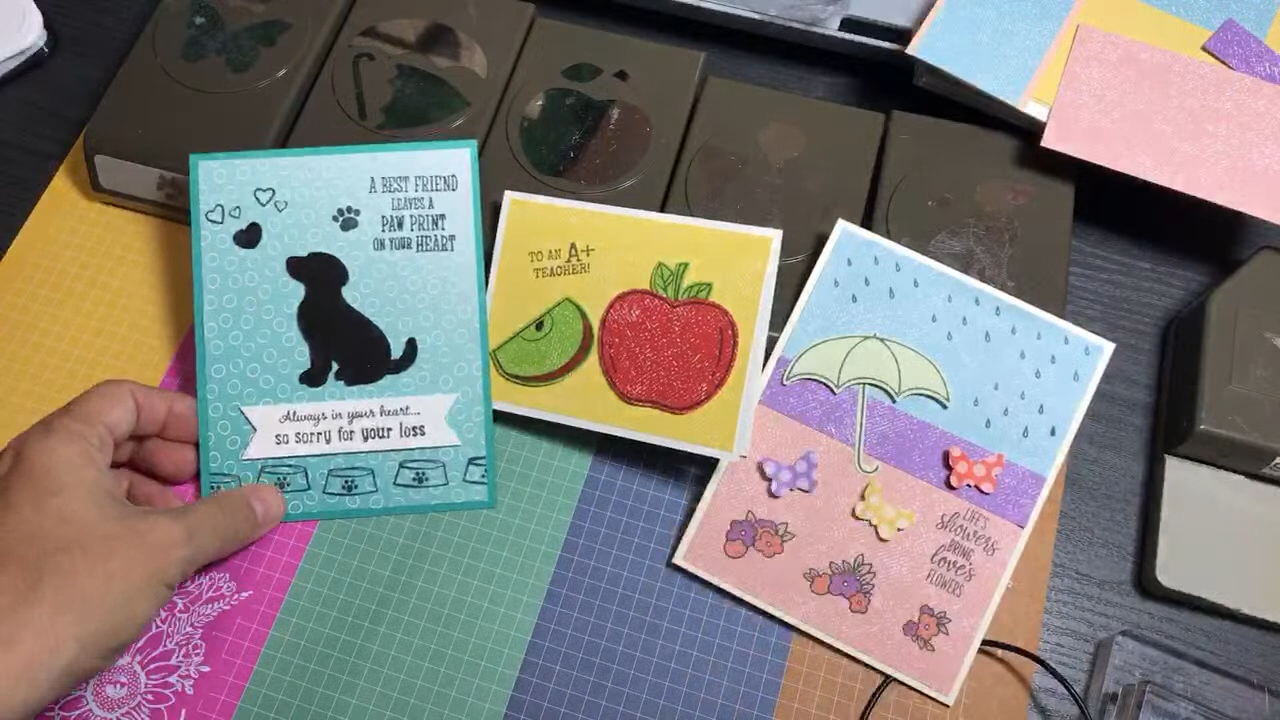 A BEST FRIEND
LEAVES A
PAW PRINT
ON YOUR HEART
Always in your heart...
so sorry for your loss
TO AN A+
TEACHER!
LIFE'S
showers
BRING
love's
FLOWERS